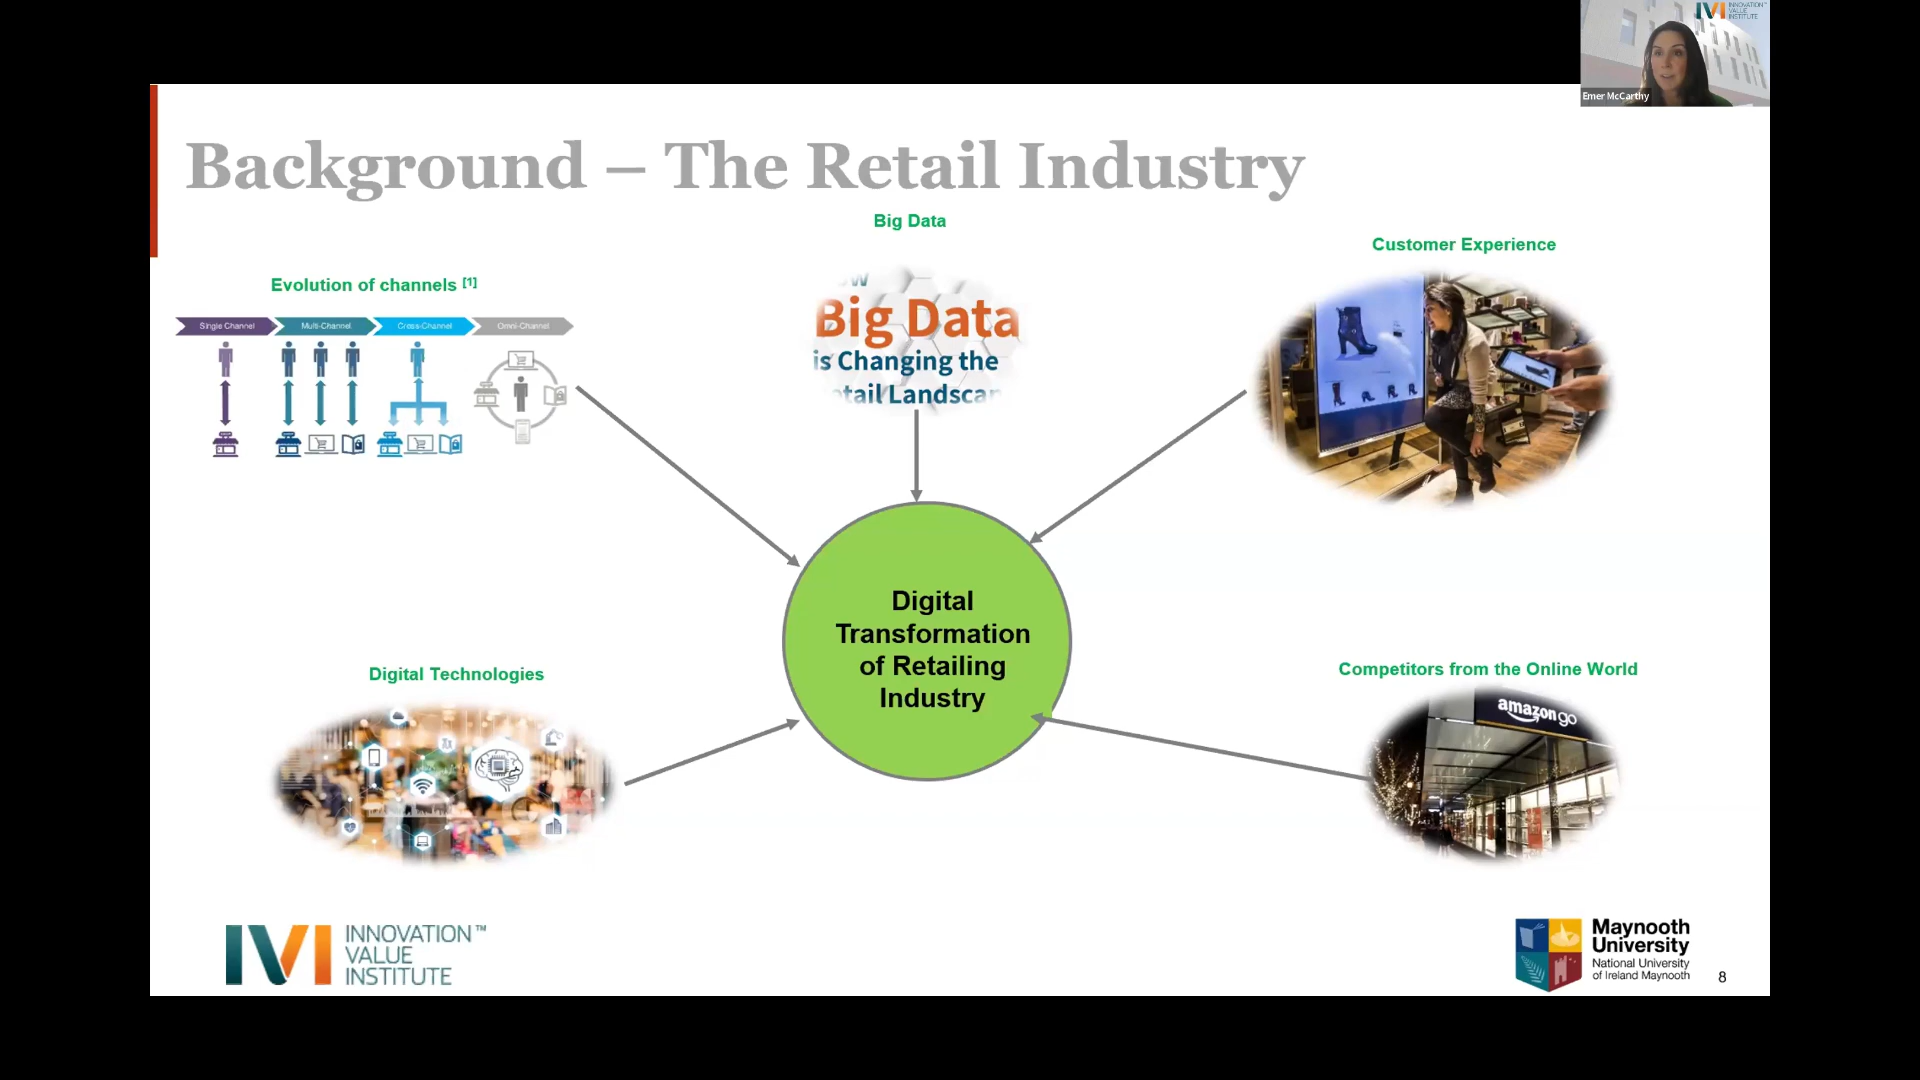 IVI INNOVATION™
VALUE
INSTITUTE
Emer McCarthy
Background – The Retail Industry
Big Data
Customer Experience
Evolution of channels [1]
Single Channel
Multi-Channel
Cross-Channel
Omni-Channel
Big Data
is Changing the
Digital
Transformation
of Retailing
Industry
Digital Technologies
Competitors from the Online World
amazon go
IVI INNOVATION™
VALUE
INSTITUTE
Maynooth
University
National University
of Ireland Maynooth
8